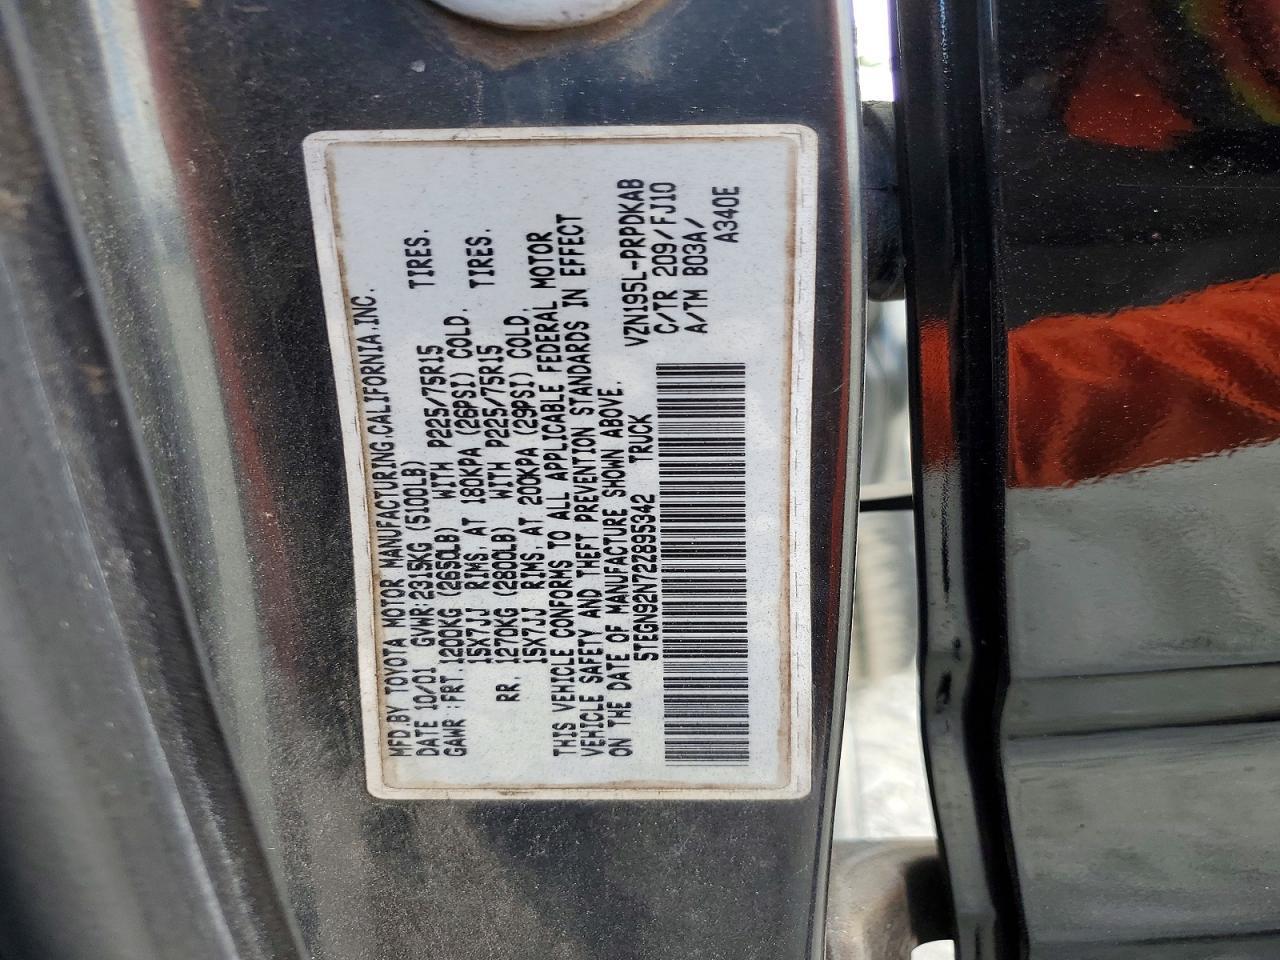 MFD.BY TOYOTA MOTOR MANUFACTURING.CALIFORNIA.INC.
DATE 10/01 GVWR:2315KG (5100LB)
GAWR :FRT.1200KG (2650LB) WITH P225/75R15 TIRES.
15X7JJ RIMS, AT 180KPA (26PSI) COLD.
RR. 1270KG (2800LB) WITH P225/75R15 TIRES.
15X7JJ RIMS, AT 200KPA (29PSI) COLD.
THIS VEHICLE CONFORMS TO ALL APPLICABLE FEDERAL MOTOR
VEHICLE SAFETY AND THEFT PREVENTION STANDARDS IN EFFECT
ON THE DATE OF MANUFACTURE SHOWN ABOVE.
5TEGN92N72Z895342 TRUCK
VZN195L-PRPDKAB
C/TR 209/FJ10
A/TM B03A/
A340E